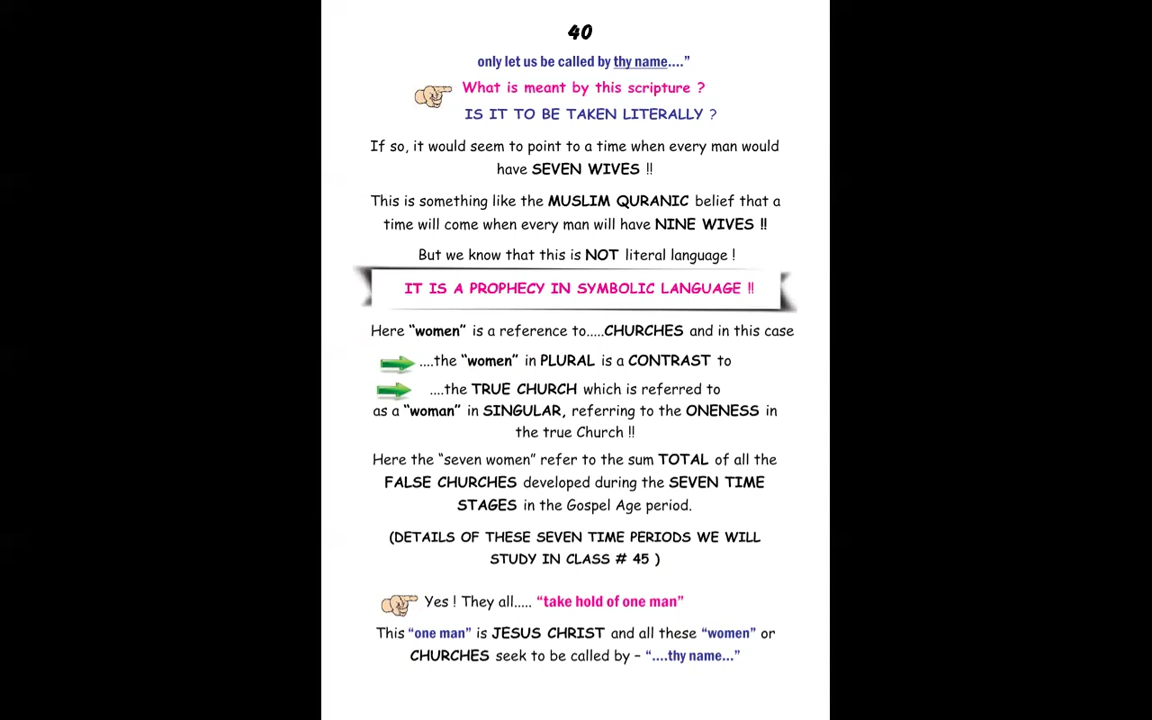 40
only let us be called by thy name....”
What is meant by this scripture ?
IS IT TO BE TAKEN LITERALLY ?
If so, it would seem to point to a time when every man would
have SEVEN WIVES !!
This is something like the MUSLIM QURANIC belief that a
time will come when every man will have NINE WIVES !!
But we know that this is NOT literal language !
IT IS A PROPHECY IN SYMBOLIC LANGUAGE !!
Here “women” is a reference to.....CHURCHES and in this case
....the “women” in PLURAL is a CONTRAST to
....the TRUE CHURCH which is referred to
as a “woman” in SINGULAR, referring to the ONENESS in
the true Church !!
Here the “seven women” refer to the sum TOTAL of all the
FALSE CHURCHES developed during the SEVEN TIME
STAGES in the Gospel Age period.
(DETAILS OF THESE SEVEN TIME PERIODS WE WILL
STUDY IN CLASS # 45 )
Yes ! They all..... “take hold of one man”
This “one man” is JESUS CHRIST and all these “women” or
CHURCHES seek to be called by – “....thy name...”